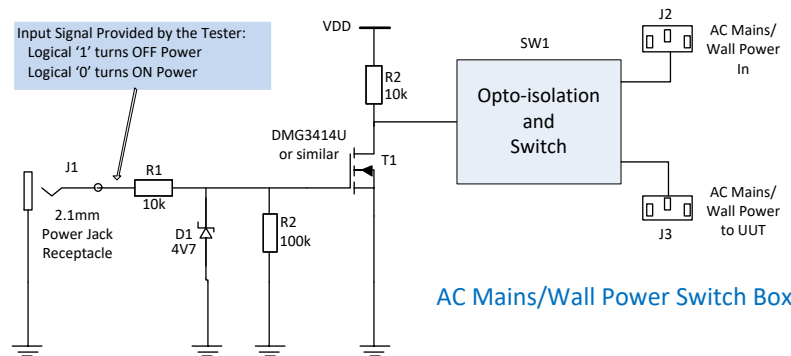 Input Signal Provided by the Tester:
Logical ‘1’ turns OFF Power
Logical ‘0’ turns ON Power
VDD
R2
10k
SW1
Opto-isolation
and
Switch
J2
AC Mains/
Wall Power
In
DMG3414U
or similar
T1
J1
R1
10k
2.1mm
Power Jack
Receptacle
D1
4V7
R2
100k
J3
AC Mains/
Wall Power
to UUT
AC Mains/Wall Power Switch Box